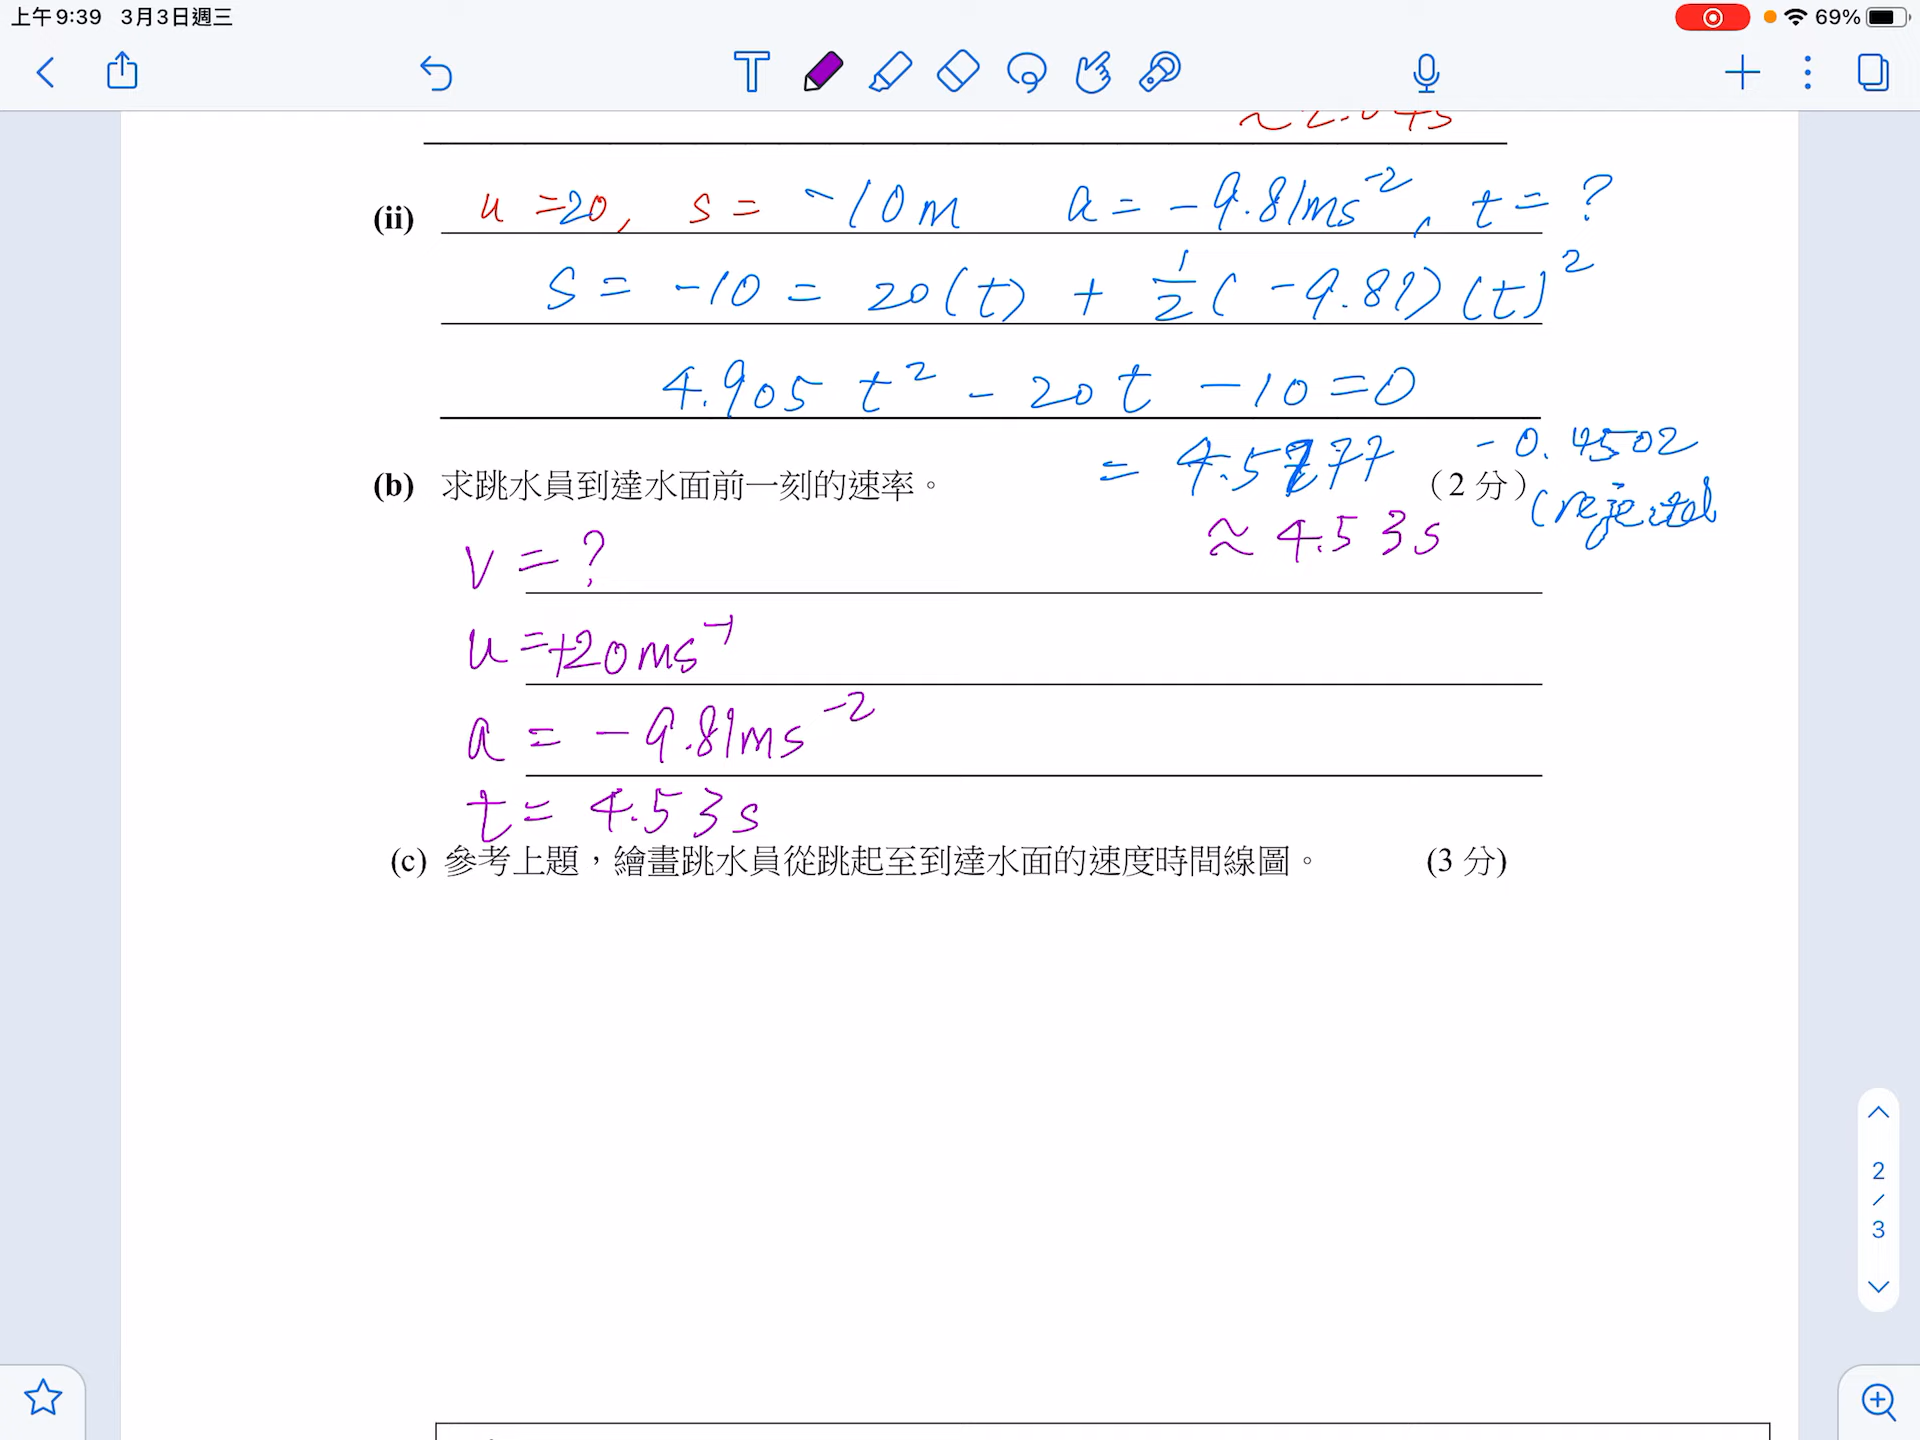 上午9:39 3月3日週三
69%
≈2.04s
(ii) u=20, s= -10m a=-9.81ms⁻², t=?
s= -10 = 20(t) + ½(-9.81)(t)²
4.905 t² - 20t -10=0
= 4.5277 -0.4502
(b) 求跳水員到達水面前一刻的速率。 (2 分)
(rejected
≈ 4.53s
v=?
u=+20ms⁻¹
a= -9.81ms⁻²
t= 4.53s
(c) 參考上題，繪畫跳水員從跳起至到達水面的速度時間線圖。 (3 分)
2
/
3